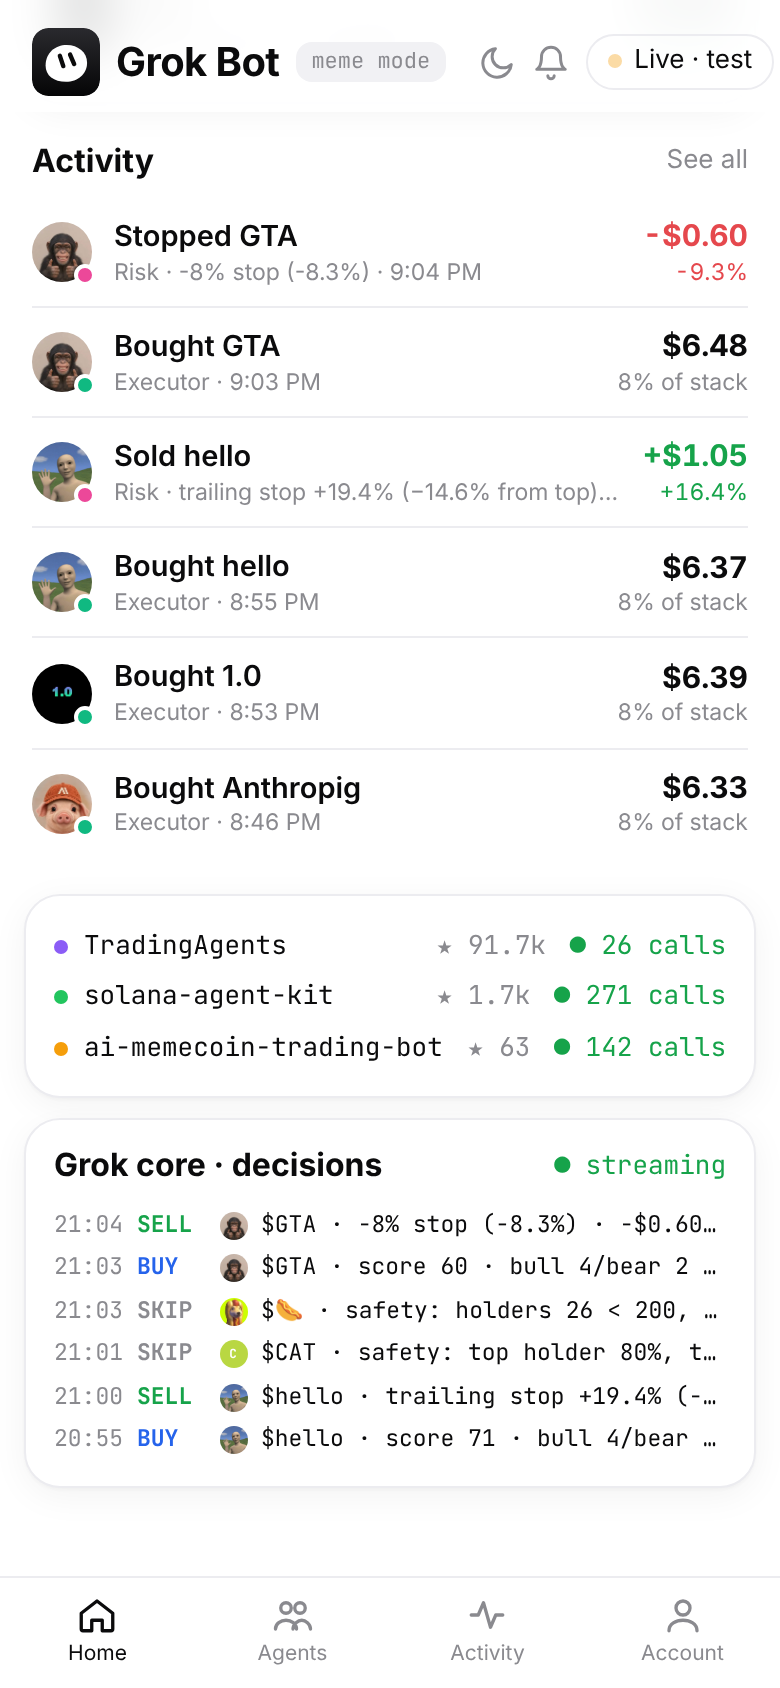 Grok Bot meme mode Live · test
Activity See all
Stopped GTA -$0.60
Risk · -8% stop (-8.3%) · 9:04 PM -9.3%
Bought GTA $6.48
Executor · 9:03 PM 8% of stack
Sold hello +$1.05
Risk · trailing stop +19.4% (−14.6% from top)... +16.4%
Bought hello $6.37
Executor · 8:55 PM 8% of stack
1.0
Bought 1.0 $6.39
Executor · 8:53 PM 8% of stack
Bought Anthropig $6.33
Executor · 8:46 PM 8% of stack
TradingAgents ★ 91.7k ● 26 calls
solana-agent-kit ★ 1.7k ● 271 calls
ai-memecoin-trading-bot ★ 63 ● 142 calls
Grok core · decisions ● streaming
21:04 SELL $GTA · -8% stop (-8.3%) · -$0.60…
21:03 BUY $GTA · score 60 · bull 4/bear 2 …
21:03 SKIP $🌭 · safety: holders 26 < 200, …
21:01 SKIP C $CAT · safety: top holder 80%, t…
21:00 SELL $hello · trailing stop +19.4% (-…
20:55 BUY $hello · score 71 · bull 4/bear …
Home Agents Activity Account